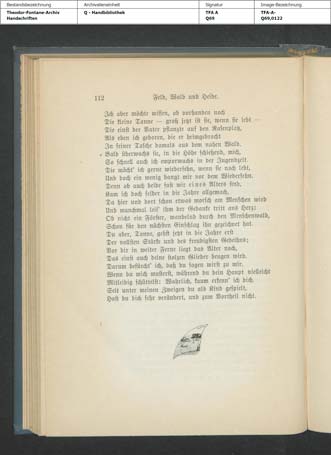 Bestandsbezeichnung
Archivalieneinheit
Signatur
Image-Bezeichnung
Theodor-Fontane-Archiv
Handschriften
Q - Handbibliothek
TFA A
Q69
TFA-A-
Q69,0122
112
Feld, Wald und Heide.
Ich aber möchte wissen, ob vorhanden noch
Die kleine Tanne — groß jetzt ist sie, wenn sie lebt —
Die einst der Vater pflanzte auf den Rasenplatz,
Als eben ich geboren, die er heimgebracht
In seiner Tasche damals aus dem nahen Wald.
Bald überwuchs sie, in die Höhe schießend, mich,
So schnell auch ich emporwuchs in der Jugendzeit.
Die möcht' ich gerne wiedersehn, wenn sie noch lebt,
Und doch ein wenig bangt mir vor dem Wiedersehn.
Denn ob auch beide fast wir eines Alters sind,
Kam ich doch selber in die Jahre allgemach,
Da hier und dort schon etwas morsch am Menschen wird
Und manchmal leis' ihm der Gedanke tritt ans Herz:
Ob nicht ein Förster, wandelnd durch den Menschenwald,
Schon für den nächsten Einschlag ihn gezeichnet hat.
Du aber, Tanne, gehst jetzt in die Jahre erst
Der vollsten Stärke und des freudigsten Gedeihns;
Vor dir in weiter Ferne liegt das Alter noch,
Das einst auch deine stolzen Glieder beugen wird.
Darum befürcht' ich, daß du sagen wirst zu mir,
Wenn du mich musterst, während du dein Haupt vielleicht
Mitleidig schüttelst: Wahrlich, kaum erkenn' ich dich,
Seit unter meinen Zweigen du als Kind gespielt,
Hast du dich sehr verändert, und zum Vortheil nicht.